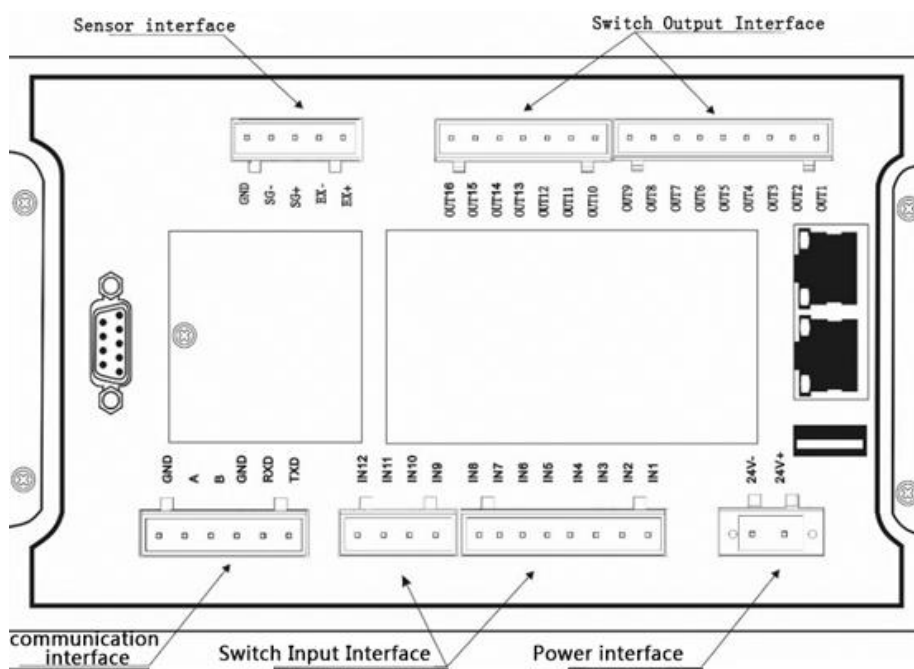 Sensor interface
Switch Output Interface
GND
SG-
SG+
EX-
EX+
OUT16
OUT15
OUT14
OUT13
OUT12
OUT11
OUT10
OUT9
OUT8
OUT7
OUT6
OUT5
OUT4
OUT3
OUT2
OUT1
GND
A
B
GND
RXD
TXD
IN12
IN11
IN10
IN9
IN8
IN7
IN6
IN5
IN4
IN3
IN2
IN1
24V-
24V+
communication
interface
Switch Input Interface
Power interface